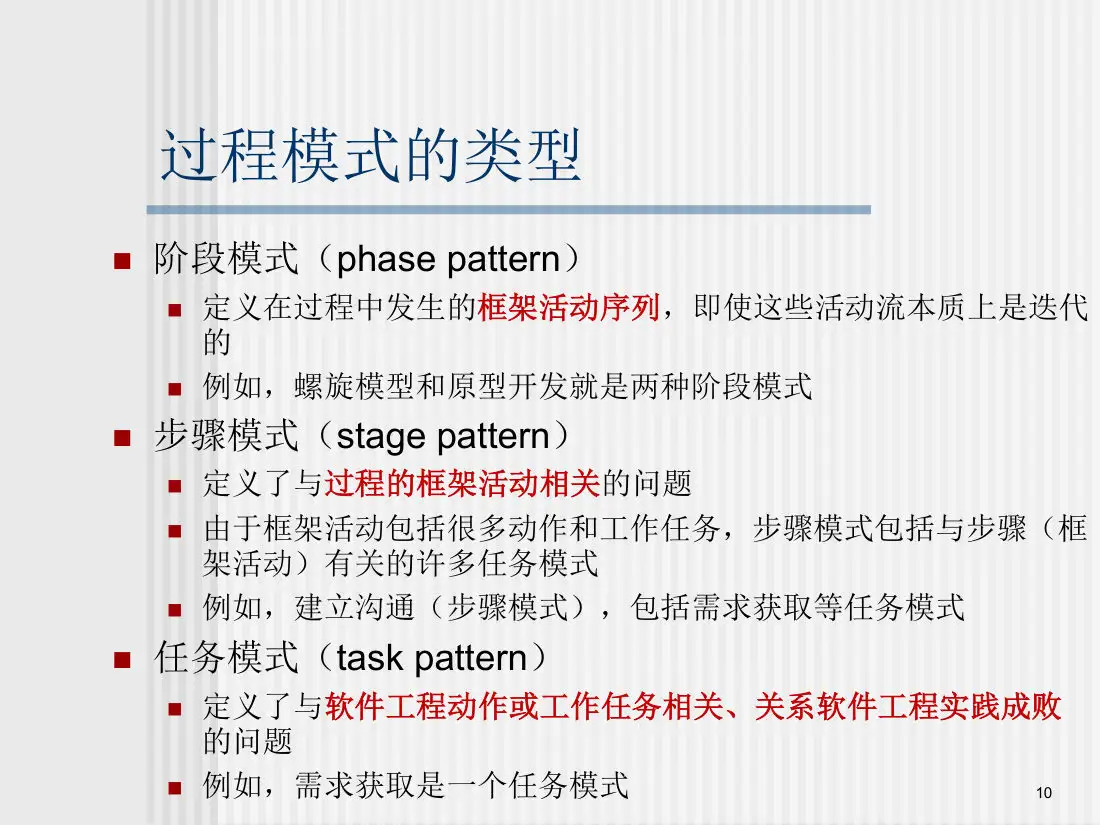 过程模式的类型
阶段模式（phase pattern）
定义在过程中发生的框架活动序列，即使这些活动流本质上是迭代
的
例如，螺旋模型和原型开发就是两种阶段模式
步骤模式（stage pattern）
定义了与过程的框架活动相关的问题
由于框架活动包括很多动作和工作任务，步骤模式包括与步骤（框
架活动）有关的许多任务模式
例如，建立沟通（步骤模式），包括需求获取等任务模式
任务模式（task pattern）
定义了与软件工程动作或工作任务相关、关系软件工程实践成败
的问题
例如，需求获取是一个任务模式
10